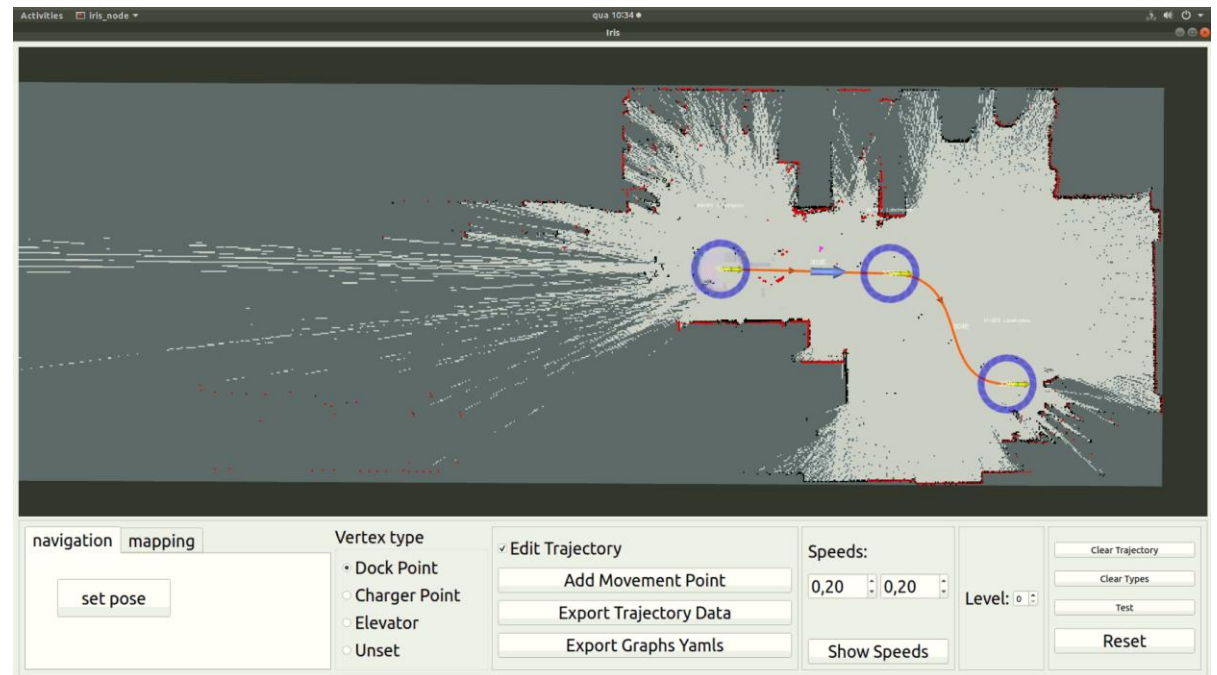 Activities iris_node qua 10:34
Iris
navigation mapping
set pose
Vertex type
Dock Point
Charger Point
Elevator
Unset
Edit Trajectory
Add Movement Point
Export Trajectory Data
Export Graphs Yamls
Speeds:
0,20 0,20
Show Speeds
Level: 0
Clear Trajectory
Clear Types
Test
Reset